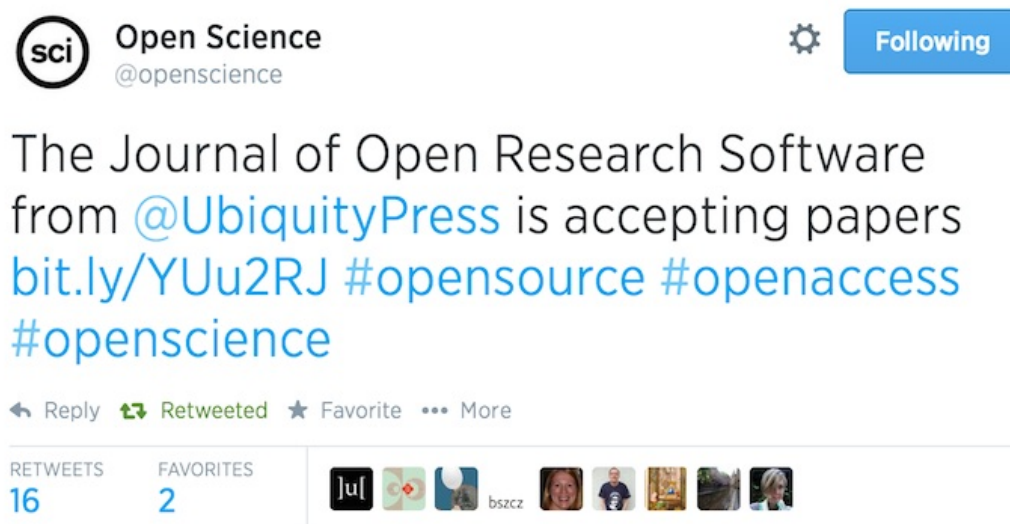 sci
Open Science
@openscience
Following
The Journal of Open Research Software
from @UbiquityPress is accepting papers
bit.ly/YUu2RJ #opensource #openaccess
#openscience
Reply Retweeted Favorite More
RETWEETS FAVORITES
16 2
]u[ bszcz